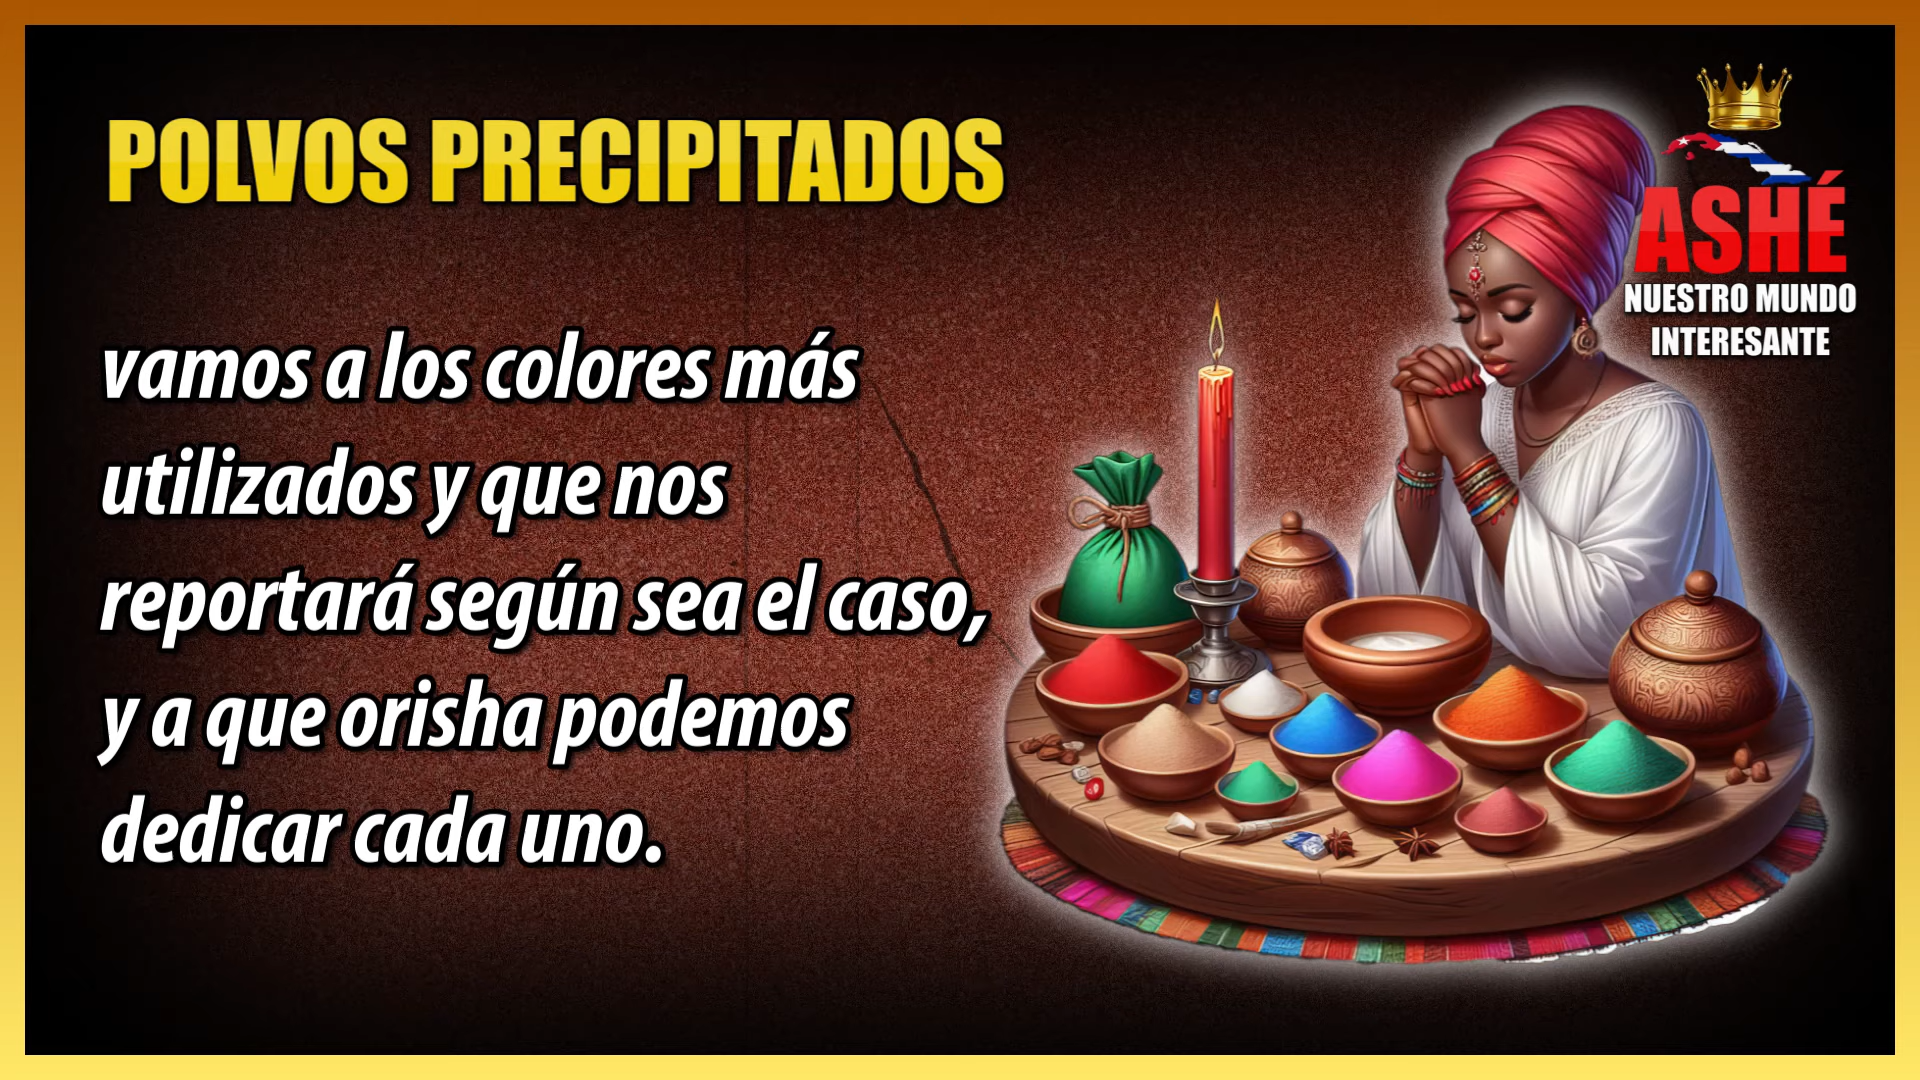 POLVOS PRECIPITADOS
vamos a los colores más
utilizados y que nos
reportará según sea el caso,
y a que orisha podemos
dedicar cada uno.
ASHÉ
NUESTRO MUNDO
INTERESANTE